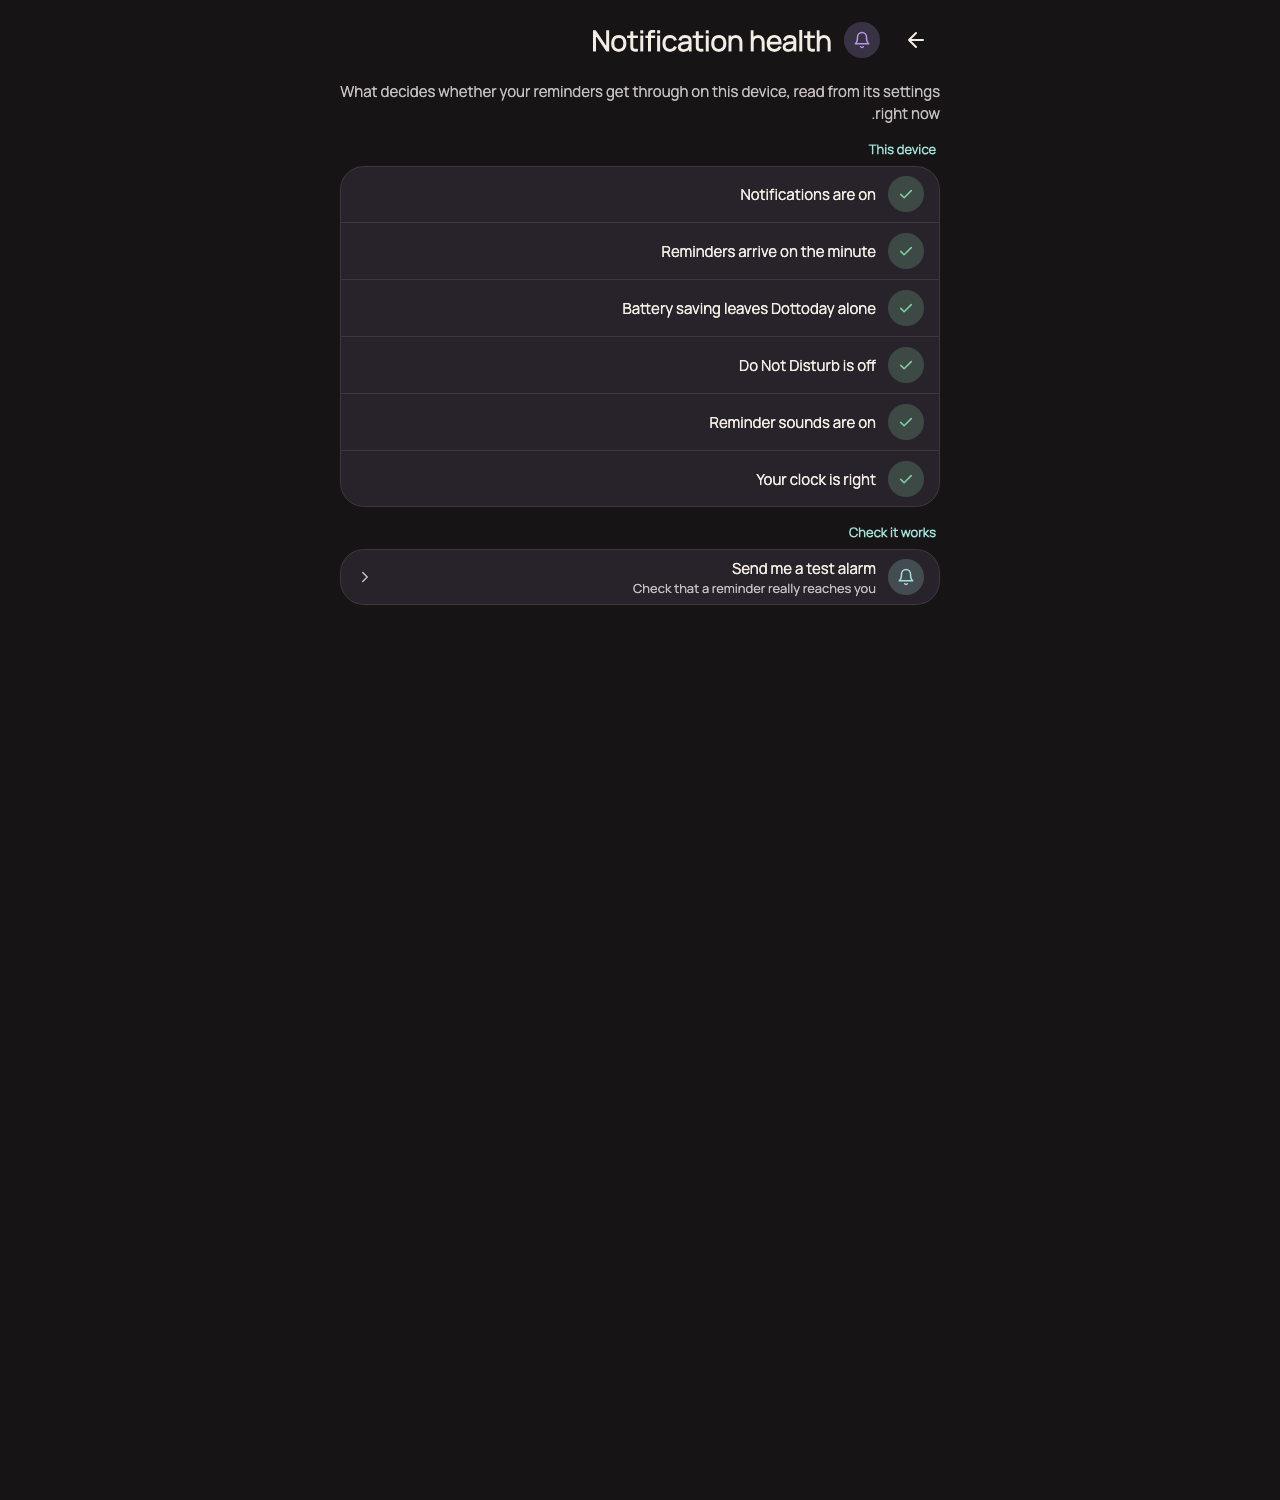 Notification health
What decides whether your reminders get through on this device, read from its settings
.right now
This device
Notifications are on
Reminders arrive on the minute
Battery saving leaves Dottoday alone
Do Not Disturb is off
Reminder sounds are on
Your clock is right
Check it works
Send me a test alarm
Check that a reminder really reaches you